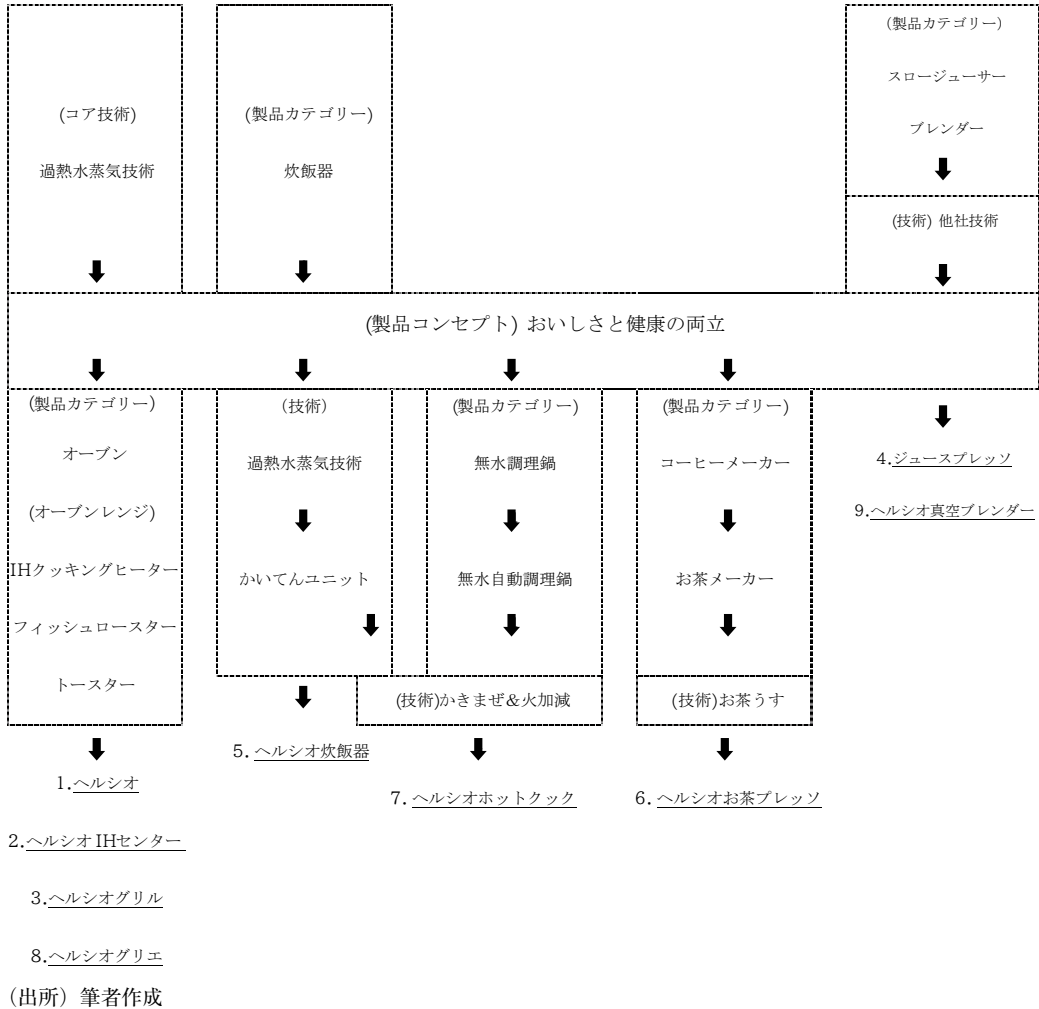 (コア技術)
過熱水蒸気技術
(製品カテゴリー)
炊飯器
(製品カテゴリー)
スロージューサー
ブレンダー
(技術) 他社技術
(製品コンセプト) おいしさと健康の両立
(製品カテゴリー)
オーブン
(オーブンレンジ)
IHクッキングヒーター
フィッシュロースター
トースター
1.ヘルシオ
2.ヘルシオ IHセンター
3.ヘルシオグリル
8.ヘルシオグリエ
(技術)
過熱水蒸気技術
かいてんユニット
5. ヘルシオ炊飯器
(製品カテゴリー)
無水調理鍋
無水自動調理鍋
(技術)かきまぜ&火加減
7. ヘルシオホットクック
(製品カテゴリー)
コーヒーメーカー
お茶メーカー
(技術)お茶うす
6. ヘルシオお茶プレッソ
4.ジュースプレッソ
9.ヘルシオ真空ブレンダー
（出所）筆者作成